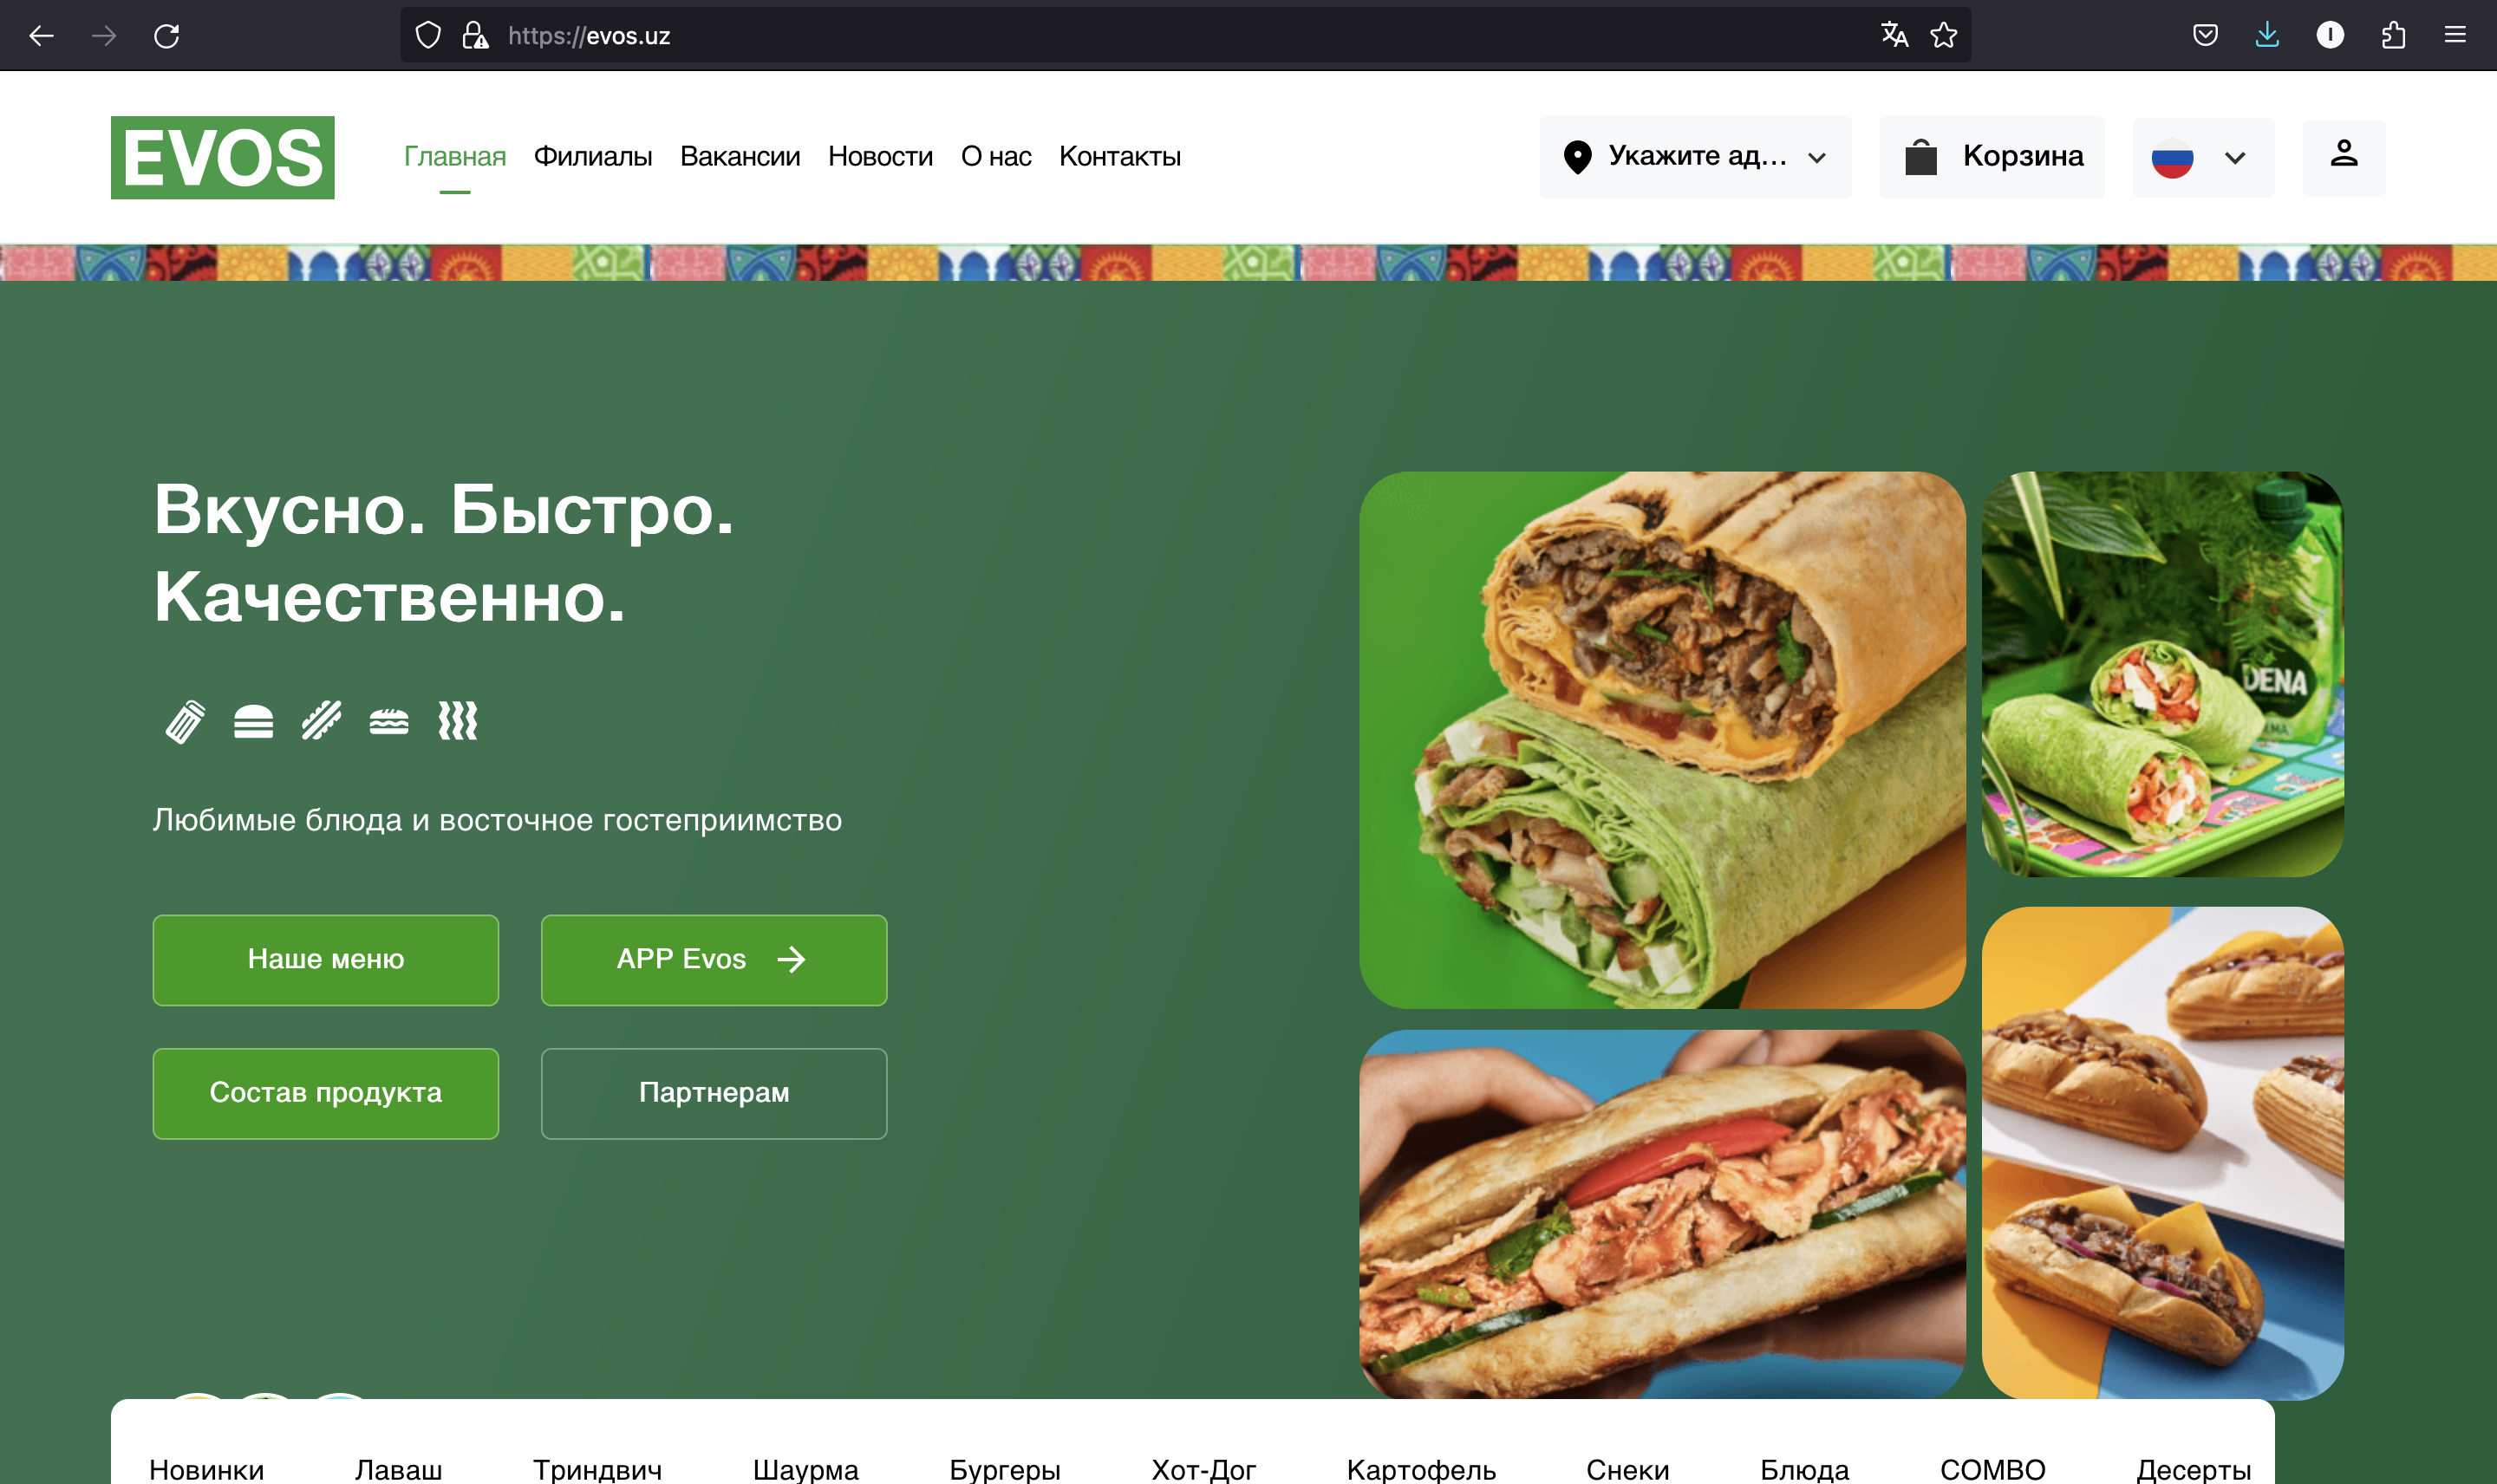 https://evos.uz
EVOS
Главная Филиалы Вакансии Новости О нас Контакты Укажите ад... Корзина
Вкусно. Быстро.
Качественно.
DENA
Любимые блюда и восточное гостеприимство
Наше меню APP Evos
Состав продукта Партнерам
Новинки Лаваш Триндвич Шаурма Бургеры Хот-Дог Картофель Снеки Блюда COMBO Десерты